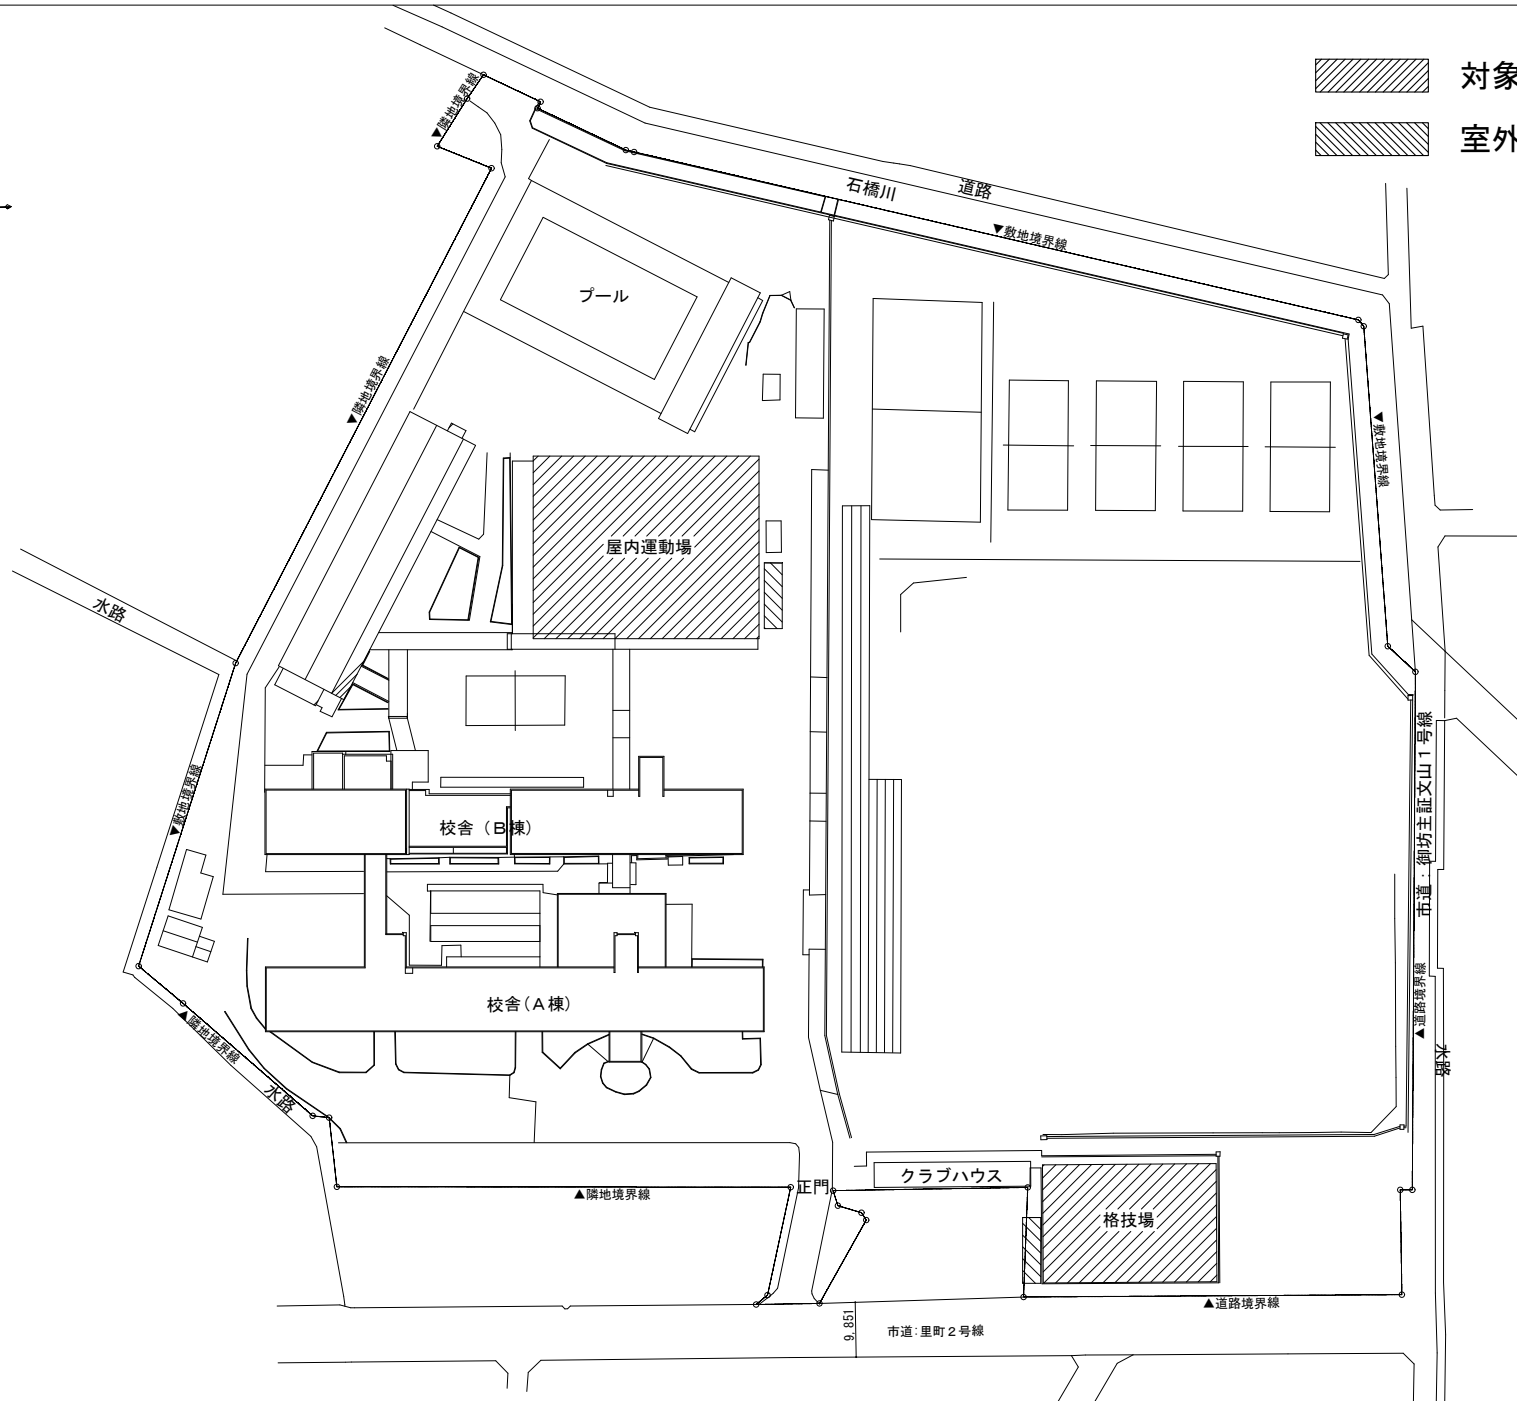 対象
室外
▲隣地境界線
石橋川
道路
▲敷地境界線
プール
▲隣地境界線
▲敷地境界線
屋内運動場
水路
市道：御坊主証文山１号線
▲敷地境界線
校舎（Ｂ棟）
校舎（Ａ棟）
▲道路境界線
▲隣地境界線
水路
水路
クラブハウス
正門
▲隣地境界線
格技場
▲道路境界線
9,851
市道：里町２号線